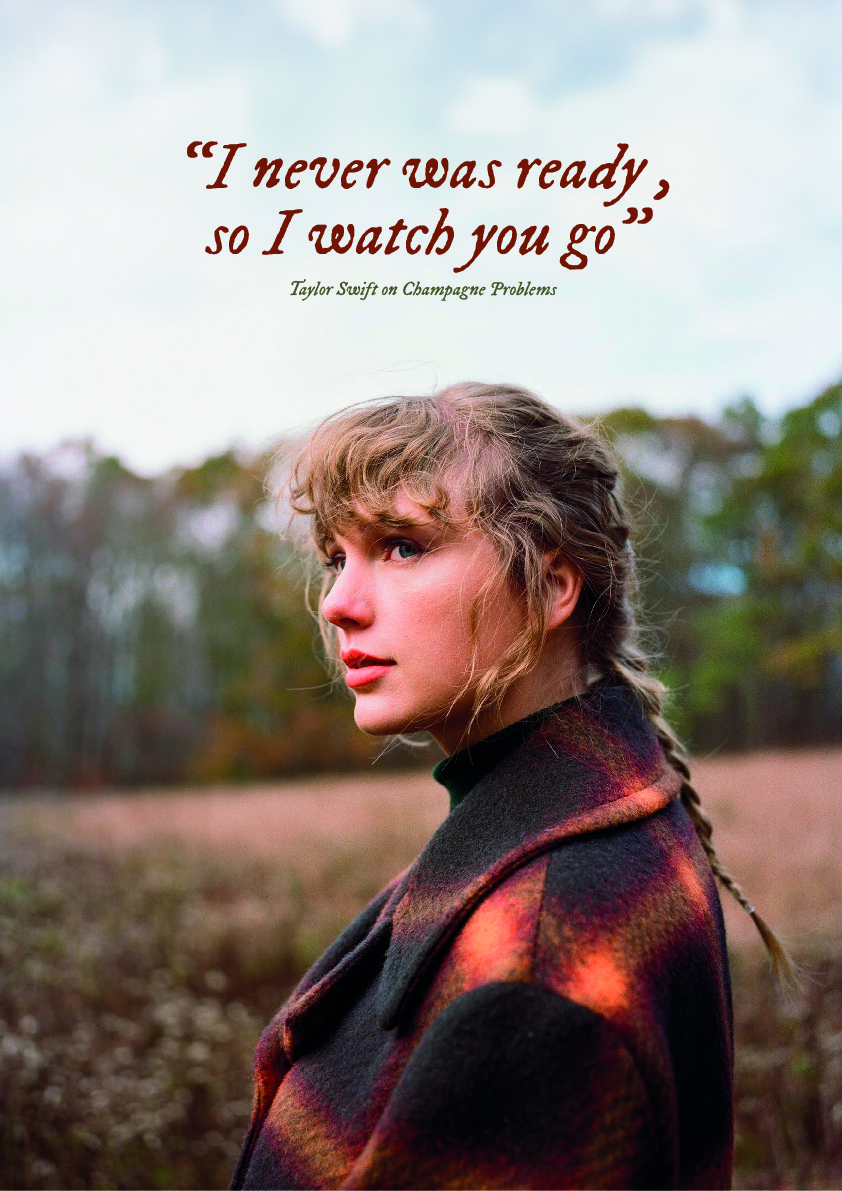 “I never was ready,
so I watch you go”
Taylor Swift on Champagne Problems